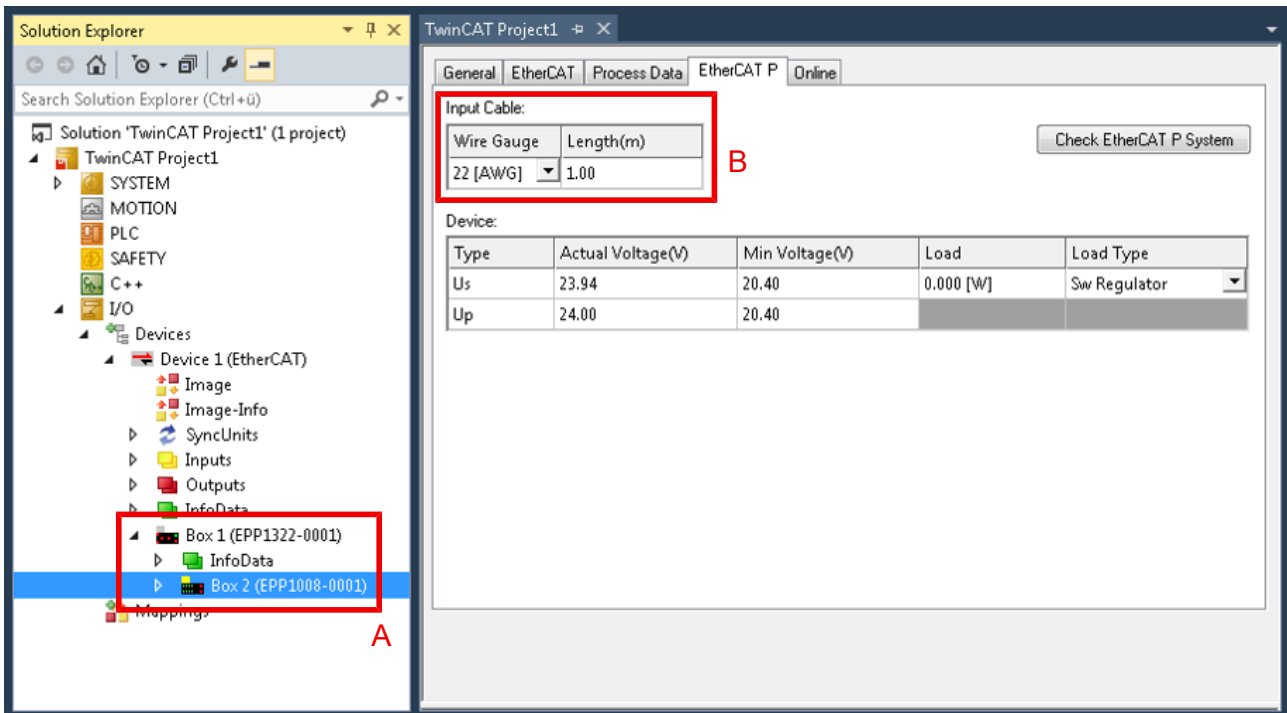 Solution Explorer
Search Solution Explorer (Ctrl+ü)
Solution 'TwinCAT Project1' (1 project)
TwinCAT Project1
SYSTEM
MOTION
PLC
SAFETY
C++
I/O
Devices
Device 1 (EtherCAT)
Image
Image-Info
SyncUnits
Inputs
Outputs
InfoData
Box 1 (EPP1322-0001)
InfoData
Box 2 (EPP1008-0001)
Mappings
A
TwinCAT Project1
General EtherCAT Process Data EtherCAT P Online
Input Cable:
Wire Gauge Length(m)
22 [AWG] 1.00
B
Check EtherCAT P System
Device:
Type Actual Voltage(V) Min Voltage(V) Load Load Type
Us 23.94 20.40 0.000 [W] Sw Regulator
Up 24.00 20.40